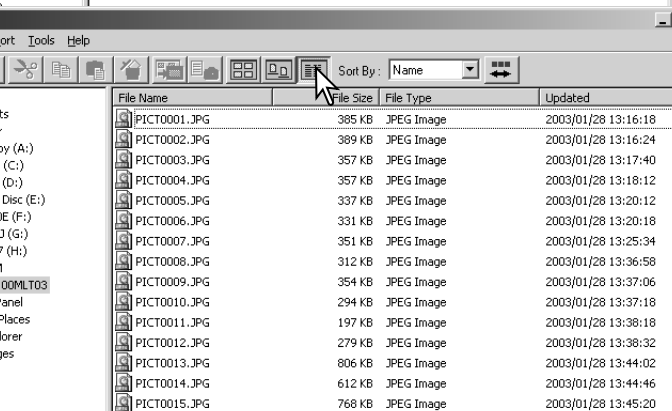 ort Tools Help
Sort By : Name
File Name File Size File Type Updated
PICT0001.JPG 385 KB JPEG Image 2003/01/28 13:16:18
PICT0002.JPG 389 KB JPEG Image 2003/01/28 13:16:24
PICT0003.JPG 357 KB JPEG Image 2003/01/28 13:17:40
PICT0004.JPG 357 KB JPEG Image 2003/01/28 13:18:12
PICT0005.JPG 337 KB JPEG Image 2003/01/28 13:20:12
PICT0006.JPG 331 KB JPEG Image 2003/01/28 13:20:18
PICT0007.JPG 351 KB JPEG Image 2003/01/28 13:25:34
PICT0008.JPG 312 KB JPEG Image 2003/01/28 13:36:58
PICT0009.JPG 354 KB JPEG Image 2003/01/28 13:37:06
PICT0010.JPG 294 KB JPEG Image 2003/01/28 13:37:18
PICT0011.JPG 197 KB JPEG Image 2003/01/28 13:38:18
PICT0012.JPG 279 KB JPEG Image 2003/01/28 13:38:32
PICT0013.JPG 806 KB JPEG Image 2003/01/28 13:44:02
PICT0014.JPG 612 KB JPEG Image 2003/01/28 13:44:46
PICT0015.JPG 768 KB JPEG Image 2003/01/28 13:45:20
ts
py (A:)
(C:)
(D:)
Disc (E:)
0E (F:)
J (G:)
7 (H:)
00MLT03
Panel
Places
lorer
ges